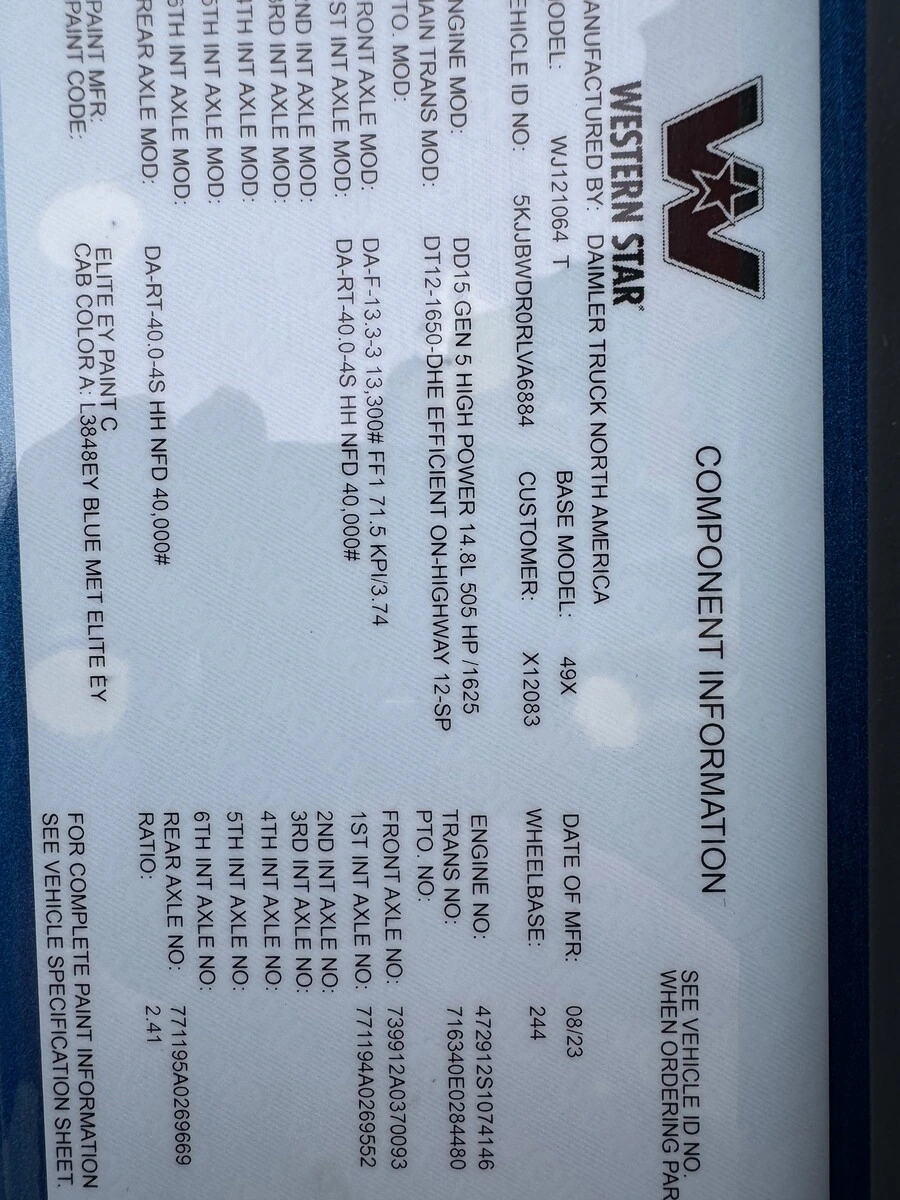 WESTERN STAR®
COMPONENT INFORMATION
SEE VEHICLE ID NO.
WHEN ORDERING PAR
ANUFACTURED BY: DAIMLER TRUCK NORTH AMERICA
ODEL: WJ121064 T BASE MODEL: 49X DATE OF MFR: 08/23
EHICLE ID NO: 5KJJBWDR0RLVA6884 CUSTOMER: X12083 WHEELBASE: 244
NGINE MOD: DD15 GEN 5 HIGH POWER 14.8L 505 HP /1625 ENGINE NO: 472912S1074146
AIN TRANS MOD: DT12-1650-DHE EFFICIENT ON-HIGHWAY 12-SP TRANS NO: 716340E0284480
TO. MOD: PTO. NO:
RONT AXLE MOD: DA-F-13.3-3 13,300# FF1 71.5 KPI/3.74 FRONT AXLE NO: 739912A0370093
ST INT AXLE MOD: DA-RT-40.0-4S HH NFD 40,000# 1ST INT AXLE NO: 771194A0269552
ND INT AXLE MOD: 2ND INT AXLE NO:
3RD INT AXLE MOD: 3RD INT AXLE NO:
4TH INT AXLE MOD: 4TH INT AXLE NO:
5TH INT AXLE MOD: 5TH INT AXLE NO:
6TH INT AXLE MOD: 6TH INT AXLE NO:
REAR AXLE MOD: DA-RT-40.0-4S HH NFD 40,000# REAR AXLE NO: 771195A0269669
RATIO: 2.41
PAINT MFR: ELITE EY PAINT C FOR COMPLETE PAINT INFORMATION
PAINT CODE: CAB COLOR A: L3848EY BLUE MET ELITE EY SEE VEHICLE SPECIFICATION SHEET.